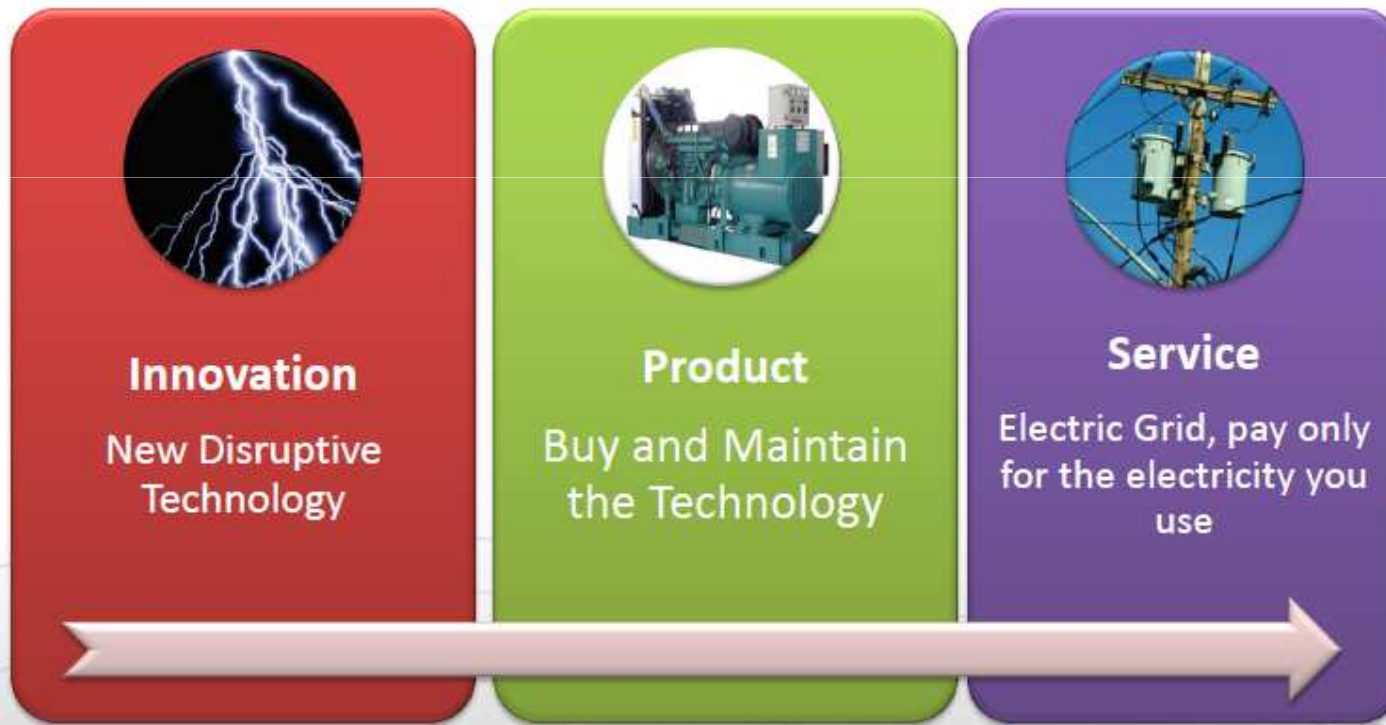 Innovation
New Disruptive
Technology
Product
Buy and Maintain
the Technology
Service
Electric Grid, pay only
for the electricity you
use